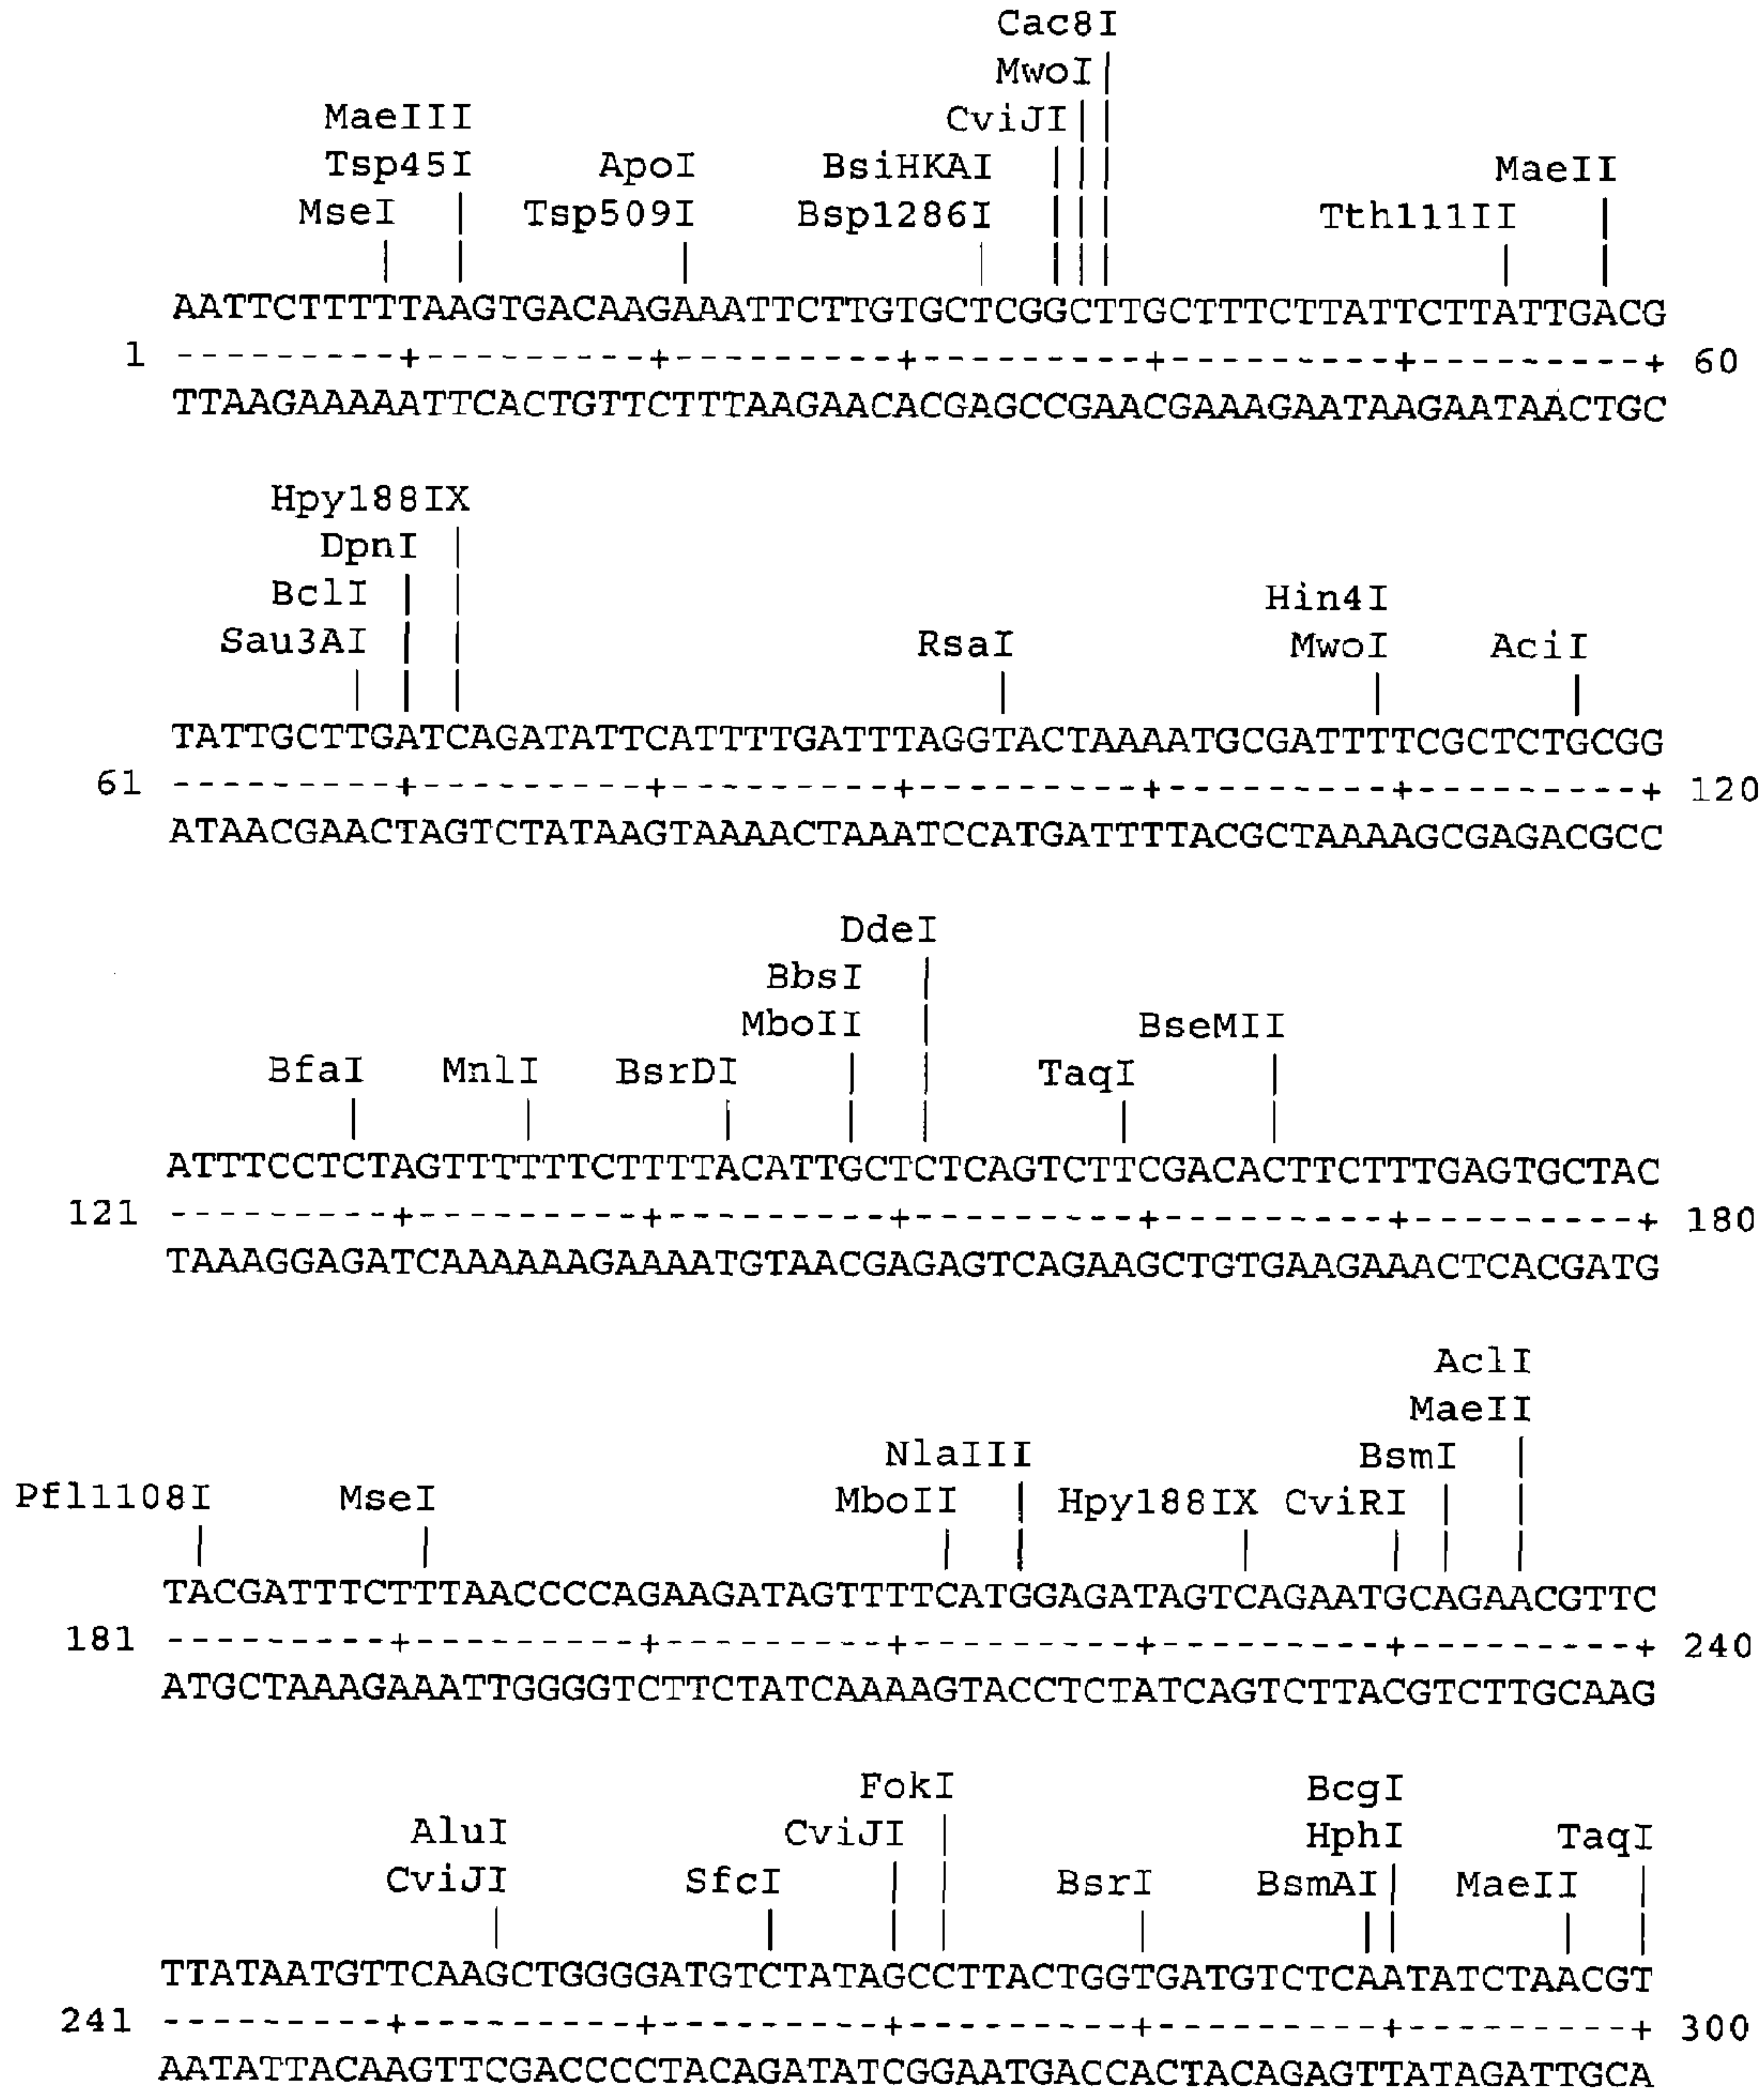 Cac8I
MwoI
MaeIII CviJI
Tsp45I ApoI BsiHKAI MaeII
MseI Tsp509I Bsp1286I Tth111II
AATTCTTTTTAAGTGACAAGAAATTCTTGTGCTCGGCTTGCTTTCTTATTCTTATTGACG
1 ---------+---------+---------+---------+---------+---------+ 60
TTAAGAAAAATTCACTGTTCTTTAAGAACACGAGCCGAACGAAAGAATAAGAATAACTGC
Hpy188IX
DpnI
BclI Hin4I
Sau3AI RsaI MwoI AciI
TATTGCTTGATCAGATATTCATTTTGATTTAGGTACTAAAATGCGATTTTCGCTCTGCGG
61 ---------+---------+---------+---------+---------+---------+ 120
ATAACGAACTAGTCTATAAGTAAAACTAAATCCATGATTTTACGCTAAAAGCGAGACGCC
DdeI
BbsI
MboII BseMII
BfaI MnlI BsrDI TaqI
ATTTCCTCTAGTTTTTTCTTTTACATTGCTCTCAGTCTTCGACACTTCTTTGAGTGCTAC
121 ---------+---------+---------+---------+---------+---------+ 180
TAAAGGAGATCAAAAAAGAAAATGTAACGAGAGTCAGAAGCTGTGAAGAAACTCACGATG
AclI
MaeII
NlaIII BsmI
Pfl1108I MseI MboII Hpy188IX CviRI
TACGATTTCTTTAACCCCAGAAGATAGTTTTCATGGAGATAGTCAGAATGCAGAACGTTC
181 ---------+---------+---------+---------+---------+---------+ 240
ATGCTAAAGAAATTGGGGTCTTCTATCAAAAGTACCTCTATCAGTCTTACGTCTTGCAAG
FokI BcgI
AluI CviJI HphI TaqI
CviJI SfcI BsrI BsmAI MaeII
TTATAATGTTCAAGCTGGGGATGTCTATAGCCTTACTGGTGATGTCTCAATATCTAACGT
241 ---------+---------+---------+---------+---------+---------+ 300
AATATTACAAGTTCGACCCCTACAGATATCGGAATGACCACTACAGAGTTATAGATTGCA